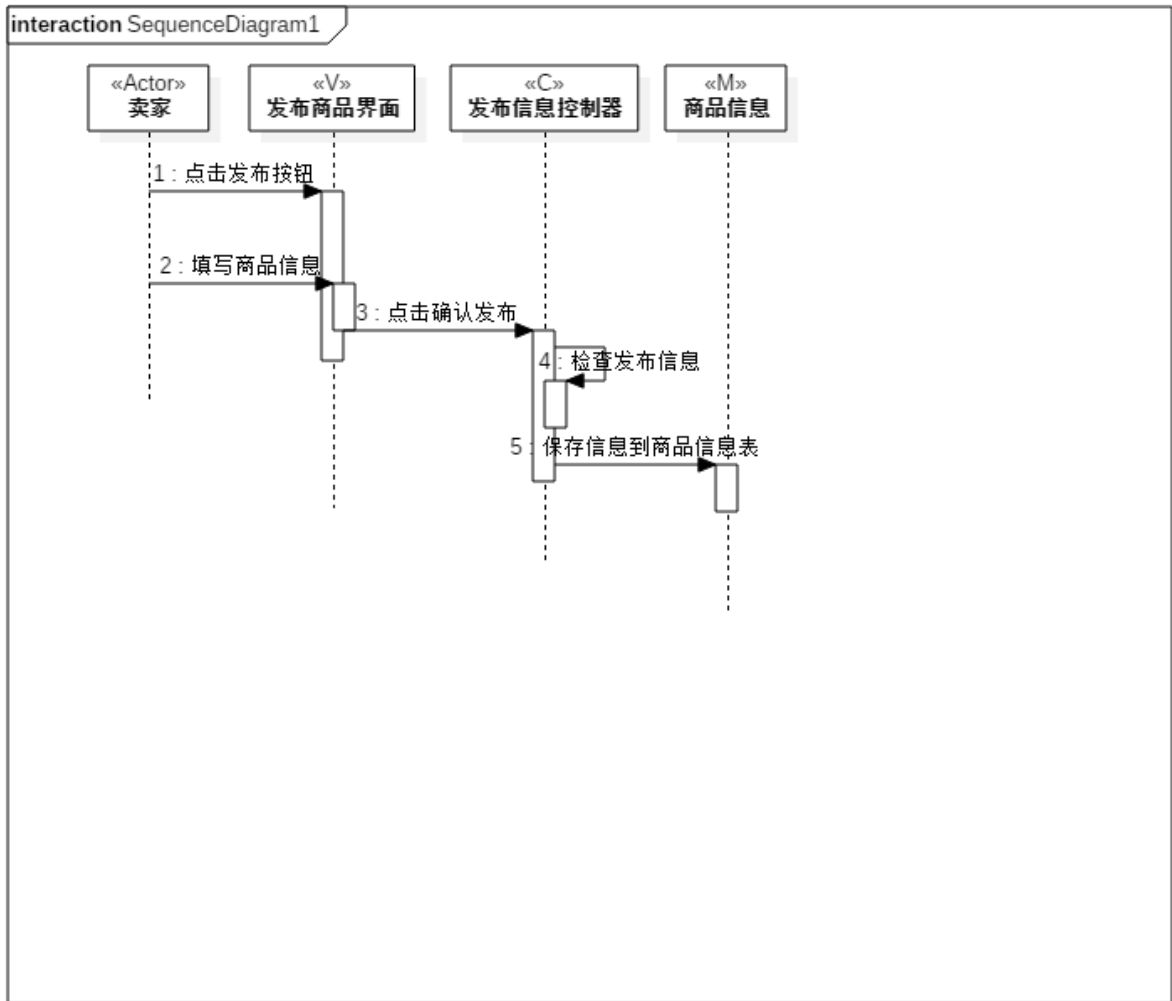 interaction SequenceDiagram1
«Actor»
卖家
«V»
发布商品界面
«C»
发布信息控制器
«M»
商品信息
1 : 点击发布按钮
2 : 填写商品信息
3 : 点击确认发布
4 : 检查发布信息
5 : 保存信息到商品信息表